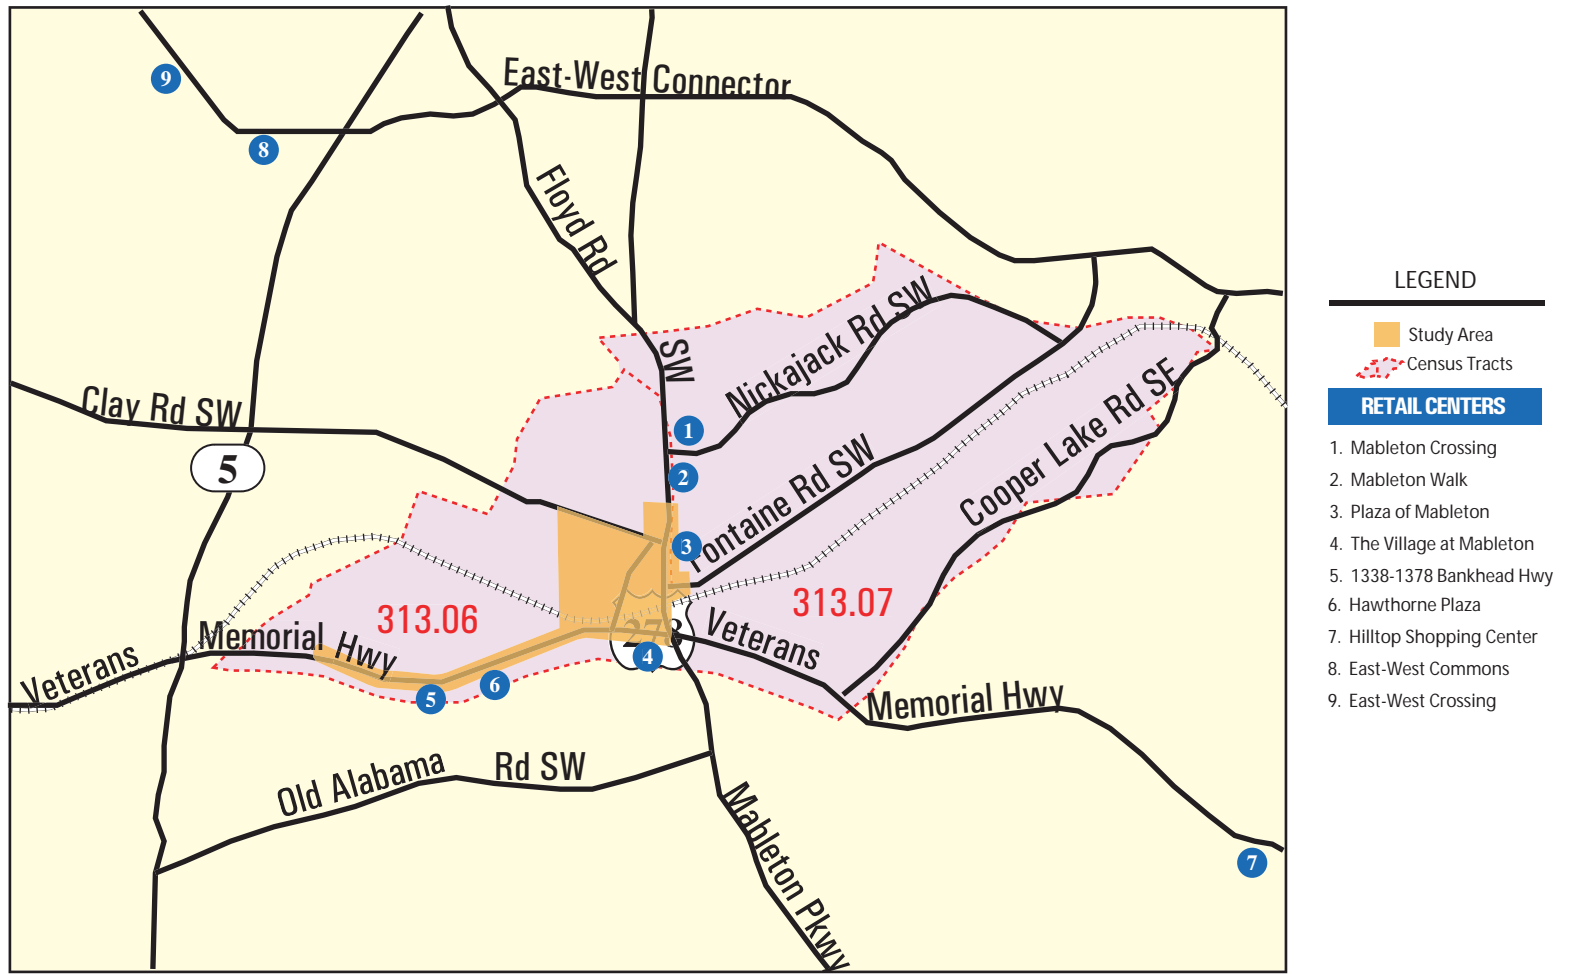 9
East-West Connector
8
Floyd Rd
SW
Nickajack Rd SW
Clay Rd SW
1
5
2
Fontaine Rd SW
Cooper Lake Rd SE
3
313.06
313.07
278
Veterans
Memorial Hwy
4
Veterans
5
6
Memorial Hwy
Old Alabama Rd SW
Mableton Pkwy
7
LEGEND
Study Area
Census Tracts
RETAIL CENTERS
1. Mableton Crossing
2. Mableton Walk
3. Plaza of Mableton
4. The Village at Mableton
5. 1338-1378 Bankhead Hwy
6. Hawthorne Plaza
7. Hilltop Shopping Center
8. East-West Commons
9. East-West Crossing